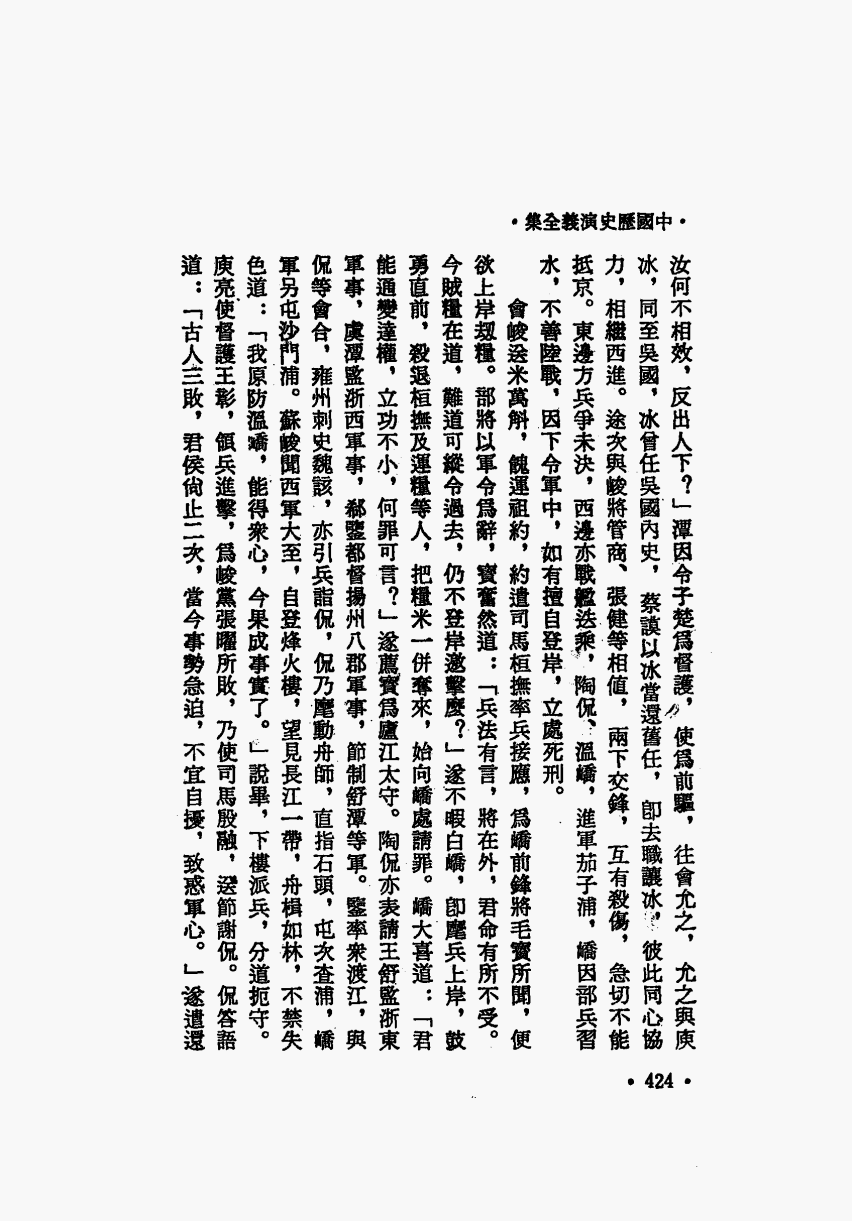 •中國歷史演義全集•
汝何不相效，反出人下？」潭因令子楚爲督護，使爲前驅，往會允之，允之與庾
冰，同至吳國，冰曾任吳國內史，蔡謨以冰當還舊任，卽去職讓冰，彼此同心協
力，相繼西進。途次與峻將管商、張健等相値，兩下交鋒，互有殺傷，急切不能
抵京。東邊方兵爭未決，西邊亦戰艦迭乘，陶侃、溫嶠，進軍茄子浦，嶠因部兵習
水，不善陸戰，因下令軍中，如有擅自登岸，立處死刑。
會峻送米萬斛，餽運祖約，約遣司馬桓撫率兵接應，爲嶠前鋒將毛寶所聞，便
欲上岸刼糧。部將以軍令爲辭，寶奮然道：「兵法有言，將在外，君命有所不受。
今賊糧在道，難道可縱令過去，仍不登岸邀擊麼？」遂不暇白嶠，卽麾兵上岸，鼓
勇直前，殺退桓撫及運糧等人，把糧米一併奪來，始向嶠處請罪。嶠大喜道：「君
能通變達權，立功不小，何罪可言？」遂薦寶爲廬江太守。陶侃亦表請王舒監浙東
軍事，虞潭監浙西軍事，郗鑒都督揚州八郡軍事，節制舒潭等軍。鑒率衆渡江，與
侃等會合，雍州刺史魏該，亦引兵詣侃，侃乃麾動舟師，直指石頭，屯次查浦，嶠
軍另屯沙門浦。蘇峻聞西軍大至，自登烽火樓，望見長江一帶，舟楫如林，不禁失
色道：「我原防溫嶠，能得衆心，今果成事實了。」說畢，下樓派兵，分道扼守。
庾亮使督護王彰，領兵進擊，爲峻黨張曜所敗，乃使司馬殷融，送節謝侃。侃答語
道：「古人三敗，君侯尙止二次，當今事勢急迫，不宜自擾，致惑軍心。」遂遣還
•424•